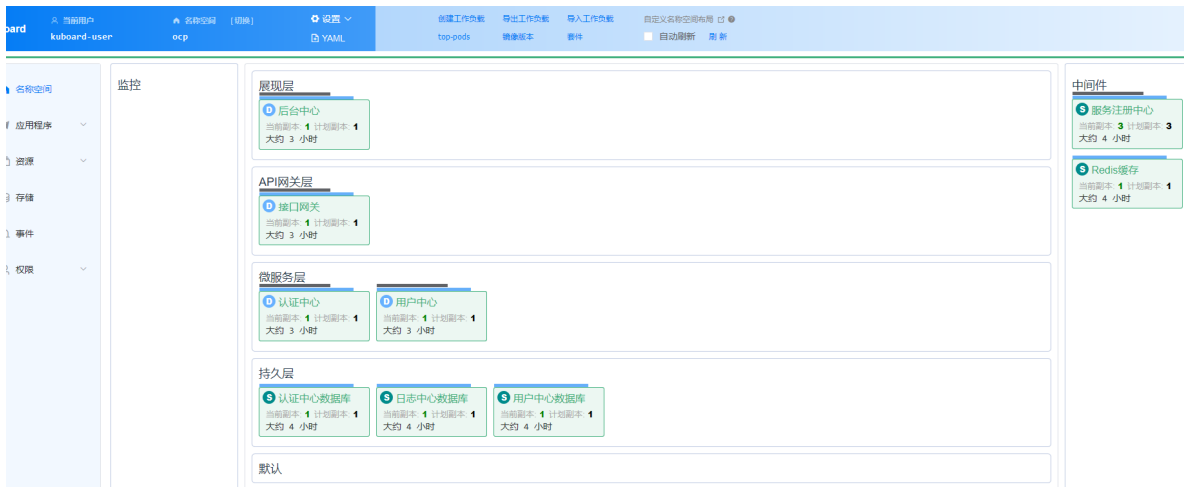 board
当前用户
kuboard-user
名称空间 [切换]
ocp
设置
YAML
创建工作负载 导出工作负载 导入工作负载
top-pods 镜像版本 套件
自定义名称空间布局
自动刷新 刷 新
名称空间
应用程序
资源
存储
事件
权限
监控
展现层
D 后台中心
当前副本: 1 计划副本: 1
大约 3 小时
API网关层
D 接口网关
当前副本: 1 计划副本: 1
大约 3 小时
微服务层
D 认证中心
当前副本: 1 计划副本: 1
大约 3 小时
D 用户中心
当前副本: 1 计划副本: 1
大约 3 小时
持久层
S 认证中心数据库
当前副本: 1 计划副本: 1
大约 4 小时
S 日志中心数据库
当前副本: 1 计划副本: 1
大约 4 小时
S 用户中心数据库
当前副本: 1 计划副本: 1
大约 4 小时
默认
中间件
S 服务注册中心
当前副本: 3 计划副本: 3
大约 4 小时
S Redis缓存
当前副本: 1 计划副本: 1
大约 4 小时